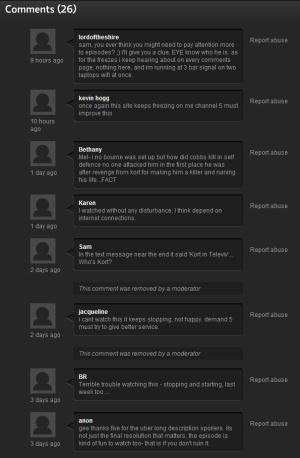 Comments (26)
lordoftheshire
Report abuse
sam, you ever think you might need to pay attention more
to episodes? ;) I'll give you a clue, EYE know who he is. as
for the freezes i keep hearing about on every comments
page, nothing here, and im running at 3 bar signal on two
laptops wifi at once.
9 hours ago
kevin hogg
Report abuse
once again this site keeps freezing on me channel 5 must
improve this
10 hours
ago
Bethany
Report abuse
Mel- i no bourne was set up but how did cobbs kill in self
defence no one attacked him in the first place he was
after revenge from kort for making him a killer and ruining
his life...FACT
1 day ago
Karen
Report abuse
I watched without any disturbance, I think depend on
internet connections.
1 day ago
Sam
Report abuse
In the text message near the end it said 'Kort in Televiv'...
Who's Kort?
2 days ago
This comment was removed by a moderator
jacqueline
Report abuse
i cant watch this it keeps stopping. not happy. demand 5
must try to give better service.
2 days ago
This comment was removed by a moderator
BR
Report abuse
Terrible trouble watching this - stopping and starting, last
week too ...
3 days ago
anon
Report abuse
gee thanks five for the uber long description spoilers. its
not just the final resolution that matters, the episode is
kind of fun to watch too- that is if you don't ruin it.
3 days ago